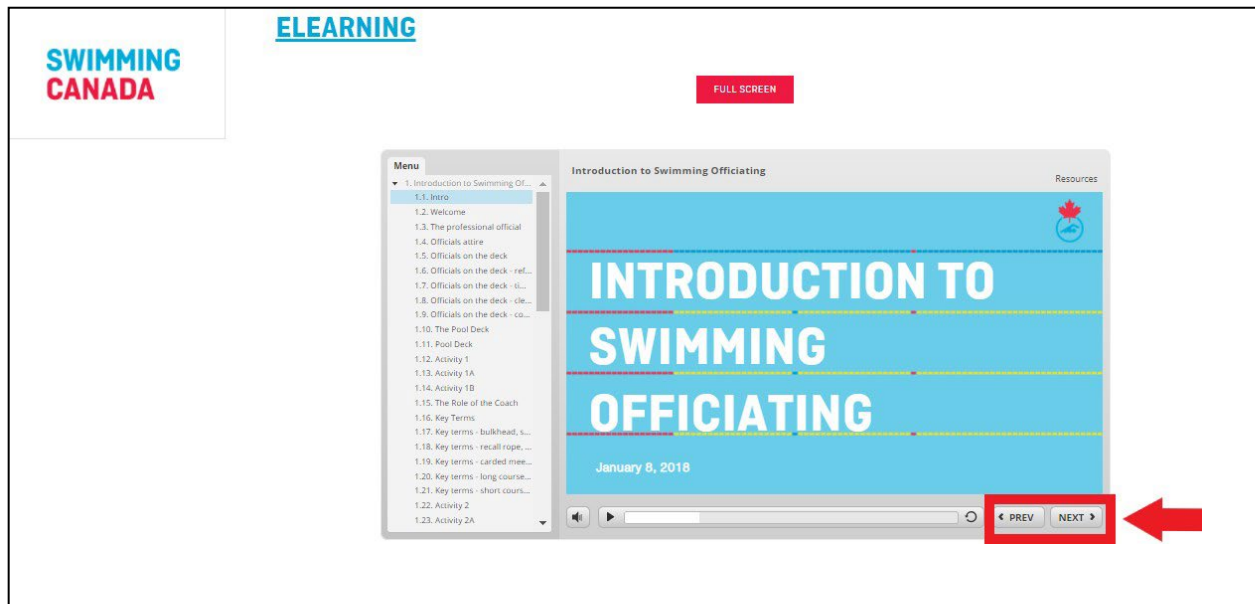 SWIMMING
CANADA
ELEARNING
FULL SCREEN
Menu
1. Introduction to Swimming Of...
1.1. Intro
1.2. Welcome
1.3. The professional official
1.4. Officials attire
1.5. Officials on the deck
1.6. Officials on the deck - ref...
1.7. Officials on the deck - ti...
1.8. Officials on the deck - cle...
1.9. Officials on the deck - co...
1.10. The Pool Deck
1.11. Pool Deck
1.12. Activity 1
1.13. Activity 1A
1.14. Activity 1B
1.15. The Role of the Coach
1.16. Key Terms
1.17. Key terms - bulkhead, s...
1.18. Key terms - recall rope, ...
1.19. Key terms - carded mee...
1.20. Key terms - long course...
1.21. Key terms - short cours...
1.22. Activity 2
1.23. Activity 2A
Introduction to Swimming Officiating
Resources
INTRODUCTION TO
SWIMMING
OFFICIATING
January 8, 2018
PREV
NEXT